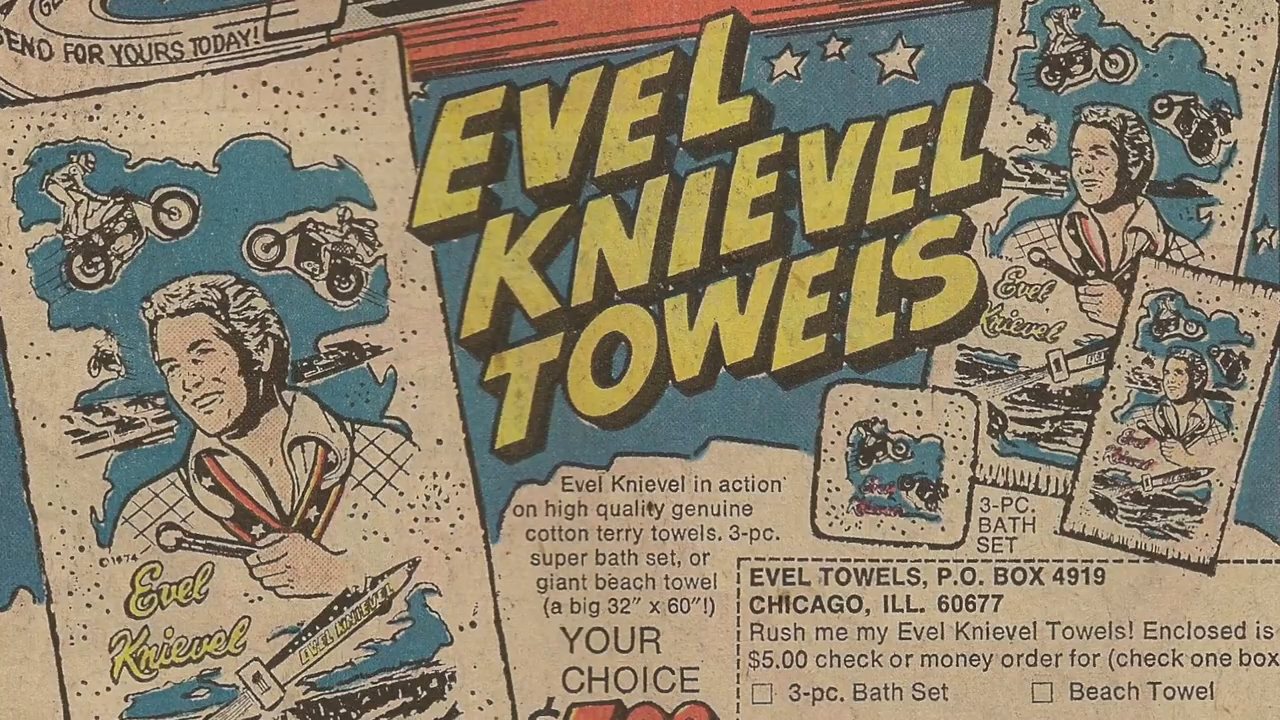 SEND FOR YOURS TODAY!
EVEL
KNIEVEL
TOWELS
©1974
Evel
Knievel
EVEL KNIEVEL
Evel
Knievel
Evel Knievel in action
on high quality genuine
cotton terry towels. 3-pc.
super bath set, or
giant beach towel
(a big 32" x 60"!)
YOUR
CHOICE
3-PC.
BATH
SET
EVEL TOWELS, P.O. BOX 4919
CHICAGO, ILL. 60677
Rush me my Evel Knievel Towels! Enclosed is
$5.00 check or money order for (check one box
☐ 3-pc. Bath Set ☐ Beach Towel